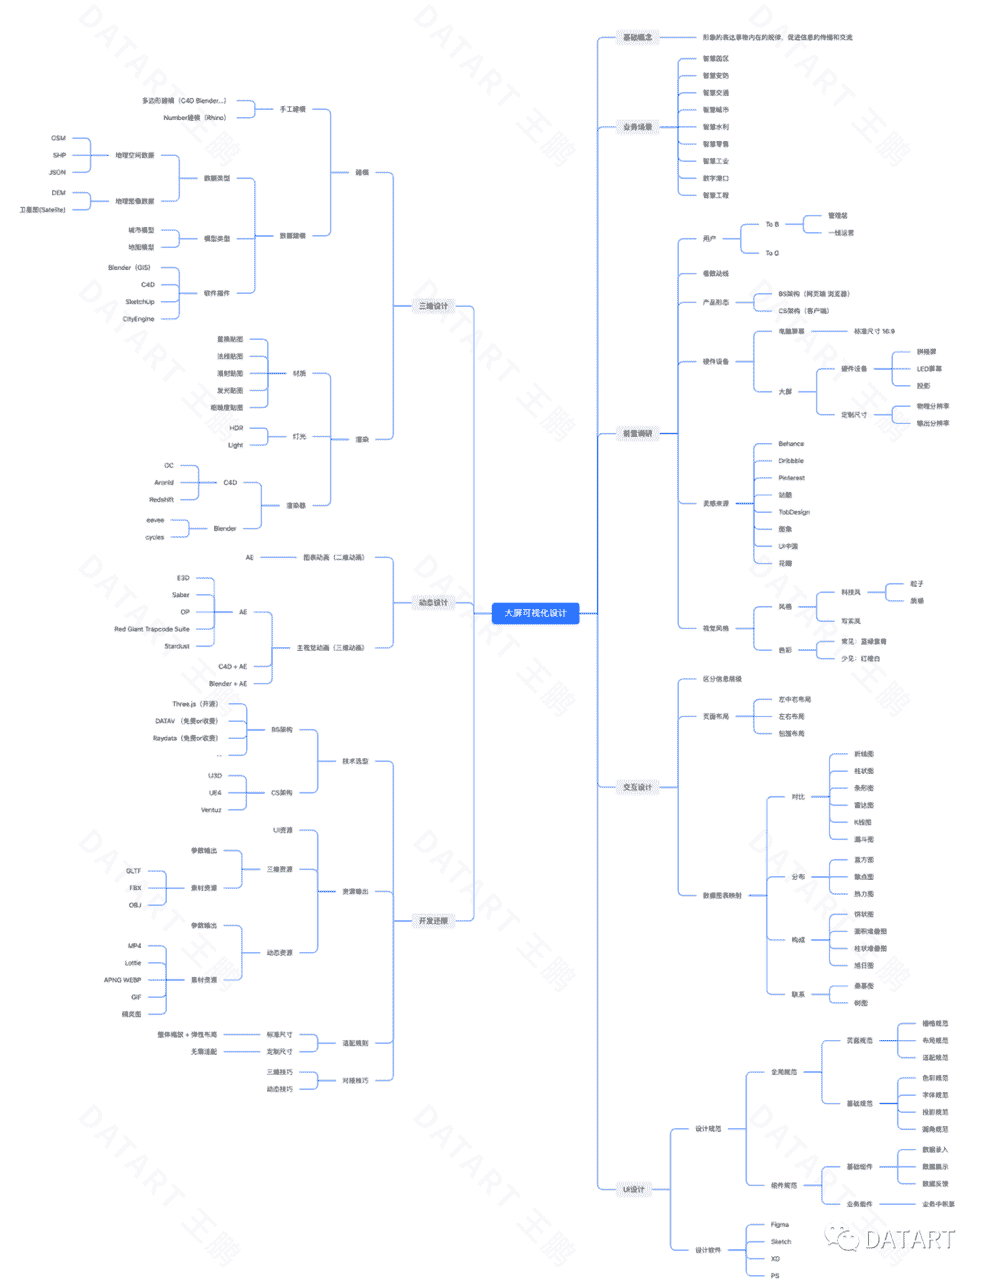 大屏可视化设计
基础概念
形象的表达事物内在的规律，促进信息的传播和交流
业务场景
智慧园区
智慧安防
智慧交通
智慧城市
智慧水利
智慧零售
智慧工业
数字港口
智慧工程
前置调研
用户
To B
管理层
一线运营
To G
看数动线
产品形态
BS架构（网页端 浏览器）
CS架构（客户端）
硬件设备
电脑屏幕
标准尺寸 16:9
大屏
硬件设备
拼接屏
LED屏幕
投影
定制尺寸
物理分辨率
输出分辨率
灵感来源
Behance
Dribbble
Pinterest
站酷
TobDesign
图象
UI中国
花瓣
视觉风格
风格
科技风
粒子
质感
写实风
色彩
常见：蓝绿紫青
少见：红橙白
交互设计
区分信息层级
页面布局
左中右布局
左右布局
包围布局
数据图表映射
对比
折线图
柱状图
条形图
雷达图
K线图
漏斗图
分布
直方图
散点图
热力图
构成
饼状图
面积堆叠图
柱状堆叠图
旭日图
联系
桑基图
树图
UI设计
设计规范
全局规范
页面规范
栅格规范
布局规范
适配规范
基础规范
色彩规范
字体规范
投影规范
圆角规范
组件规范
基础组件
数据录入
数据展示
数据反馈
业务组件
业务中积累
设计软件
Figma
Sketch
XD
PS
三维设计
建模
手工建模
多边形建模（C4D Blender...）
Number建模（Rhino）
数据建模
数据类型
地理空间数据
OSM
SHP
JSON
地理图像数据
DEM
卫星图(Satelite)
模型类型
城市模型
地面模型
软件插件
Blender（GIS）
C4D
SketchUp
CityEngine
渲染
材质
置换贴图
法线贴图
漫射贴图
发光贴图
粗糙度贴图
灯光
HDR
Light
渲染器
C4D
OC
Aronld
Redshift
Blender
eevee
cycles
动态设计
图表动画（二维动画）
AE
主视觉动画（三维动画）
AE
E3D
Saber
OP
Red Giant Trapcode Suite
Stardust
C4D + AE
Blender + AE
开发还原
技术选型
BS架构
Three.js（开源）
DATAV （免费or收费）
Raydata（免费or收费）
...
CS架构
U3D
UE4
Ventuz
资源输出
UI资源
三维资源
参数输出
素材资源
GLTF
FBX
OBJ
动态资源
参数输出
素材资源
MP4
Lottie
APNG WEBP
GIF
精灵图
适配规则
标准尺寸
整体缩放 + 弹性布局
定制尺寸
无需适配
对接技巧
三维技巧
动态技巧
DATART
DATART 王鹏